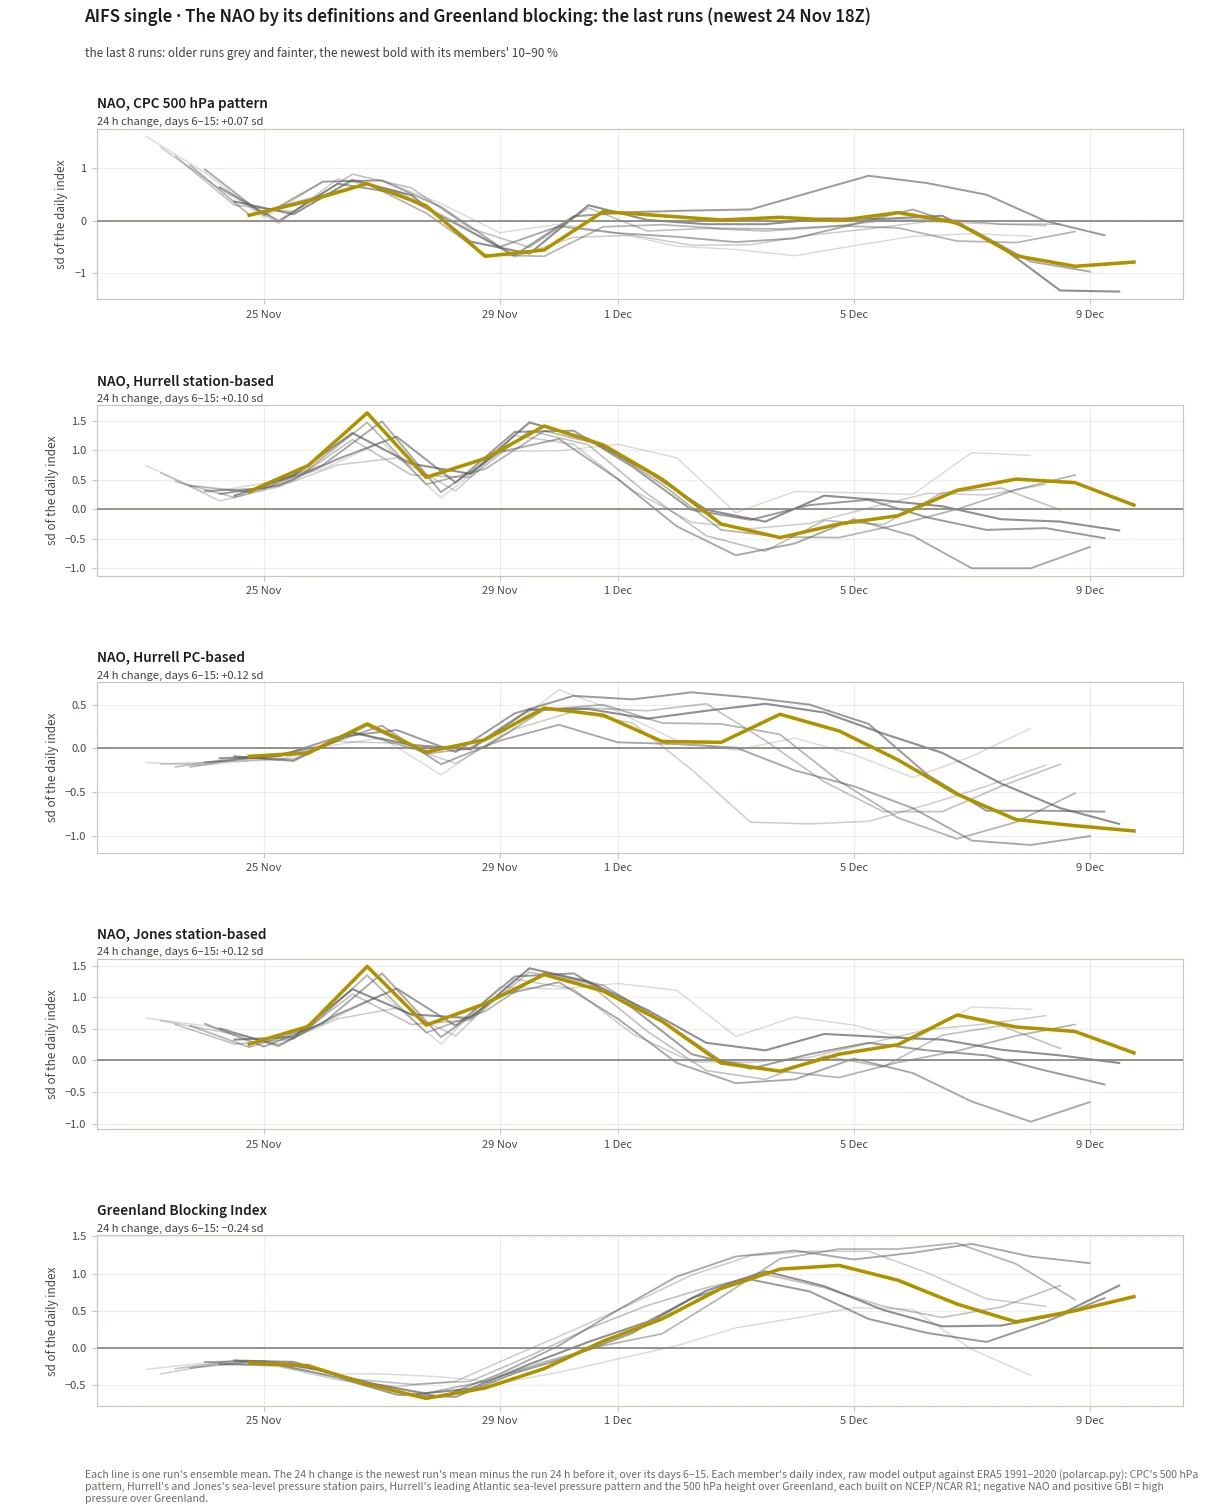 AIFS single · The NAO by its definitions and Greenland blocking: the last runs (newest 24 Nov 18Z)
the last 8 runs: older runs grey and fainter, the newest bold with its members' 10–90 %
NAO, CPC 500 hPa pattern
24 h change, days 6–15: +0.07 sd
sd of the daily index
1
0
−1
25 Nov
29 Nov
1 Dec
5 Dec
9 Dec
NAO, Hurrell station-based
24 h change, days 6–15: +0.10 sd
sd of the daily index
1.5
1.0
0.5
0.0
−0.5
−1.0
25 Nov
29 Nov
1 Dec
5 Dec
9 Dec
NAO, Hurrell PC-based
24 h change, days 6–15: +0.12 sd
sd of the daily index
0.5
0.0
−0.5
−1.0
25 Nov
29 Nov
1 Dec
5 Dec
9 Dec
NAO, Jones station-based
24 h change, days 6–15: +0.12 sd
sd of the daily index
1.5
1.0
0.5
0.0
−0.5
−1.0
25 Nov
29 Nov
1 Dec
5 Dec
9 Dec
Greenland Blocking Index
24 h change, days 6–15: −0.24 sd
sd of the daily index
1.5
1.0
0.5
0.0
−0.5
25 Nov
29 Nov
1 Dec
5 Dec
9 Dec
Each line is one run's ensemble mean. The 24 h change is the newest run's mean minus the run 24 h before it, over its days 6–15. Each member's daily index, raw model output against ERA5 1991–2020 (polarcap.py): CPC's 500 hPa
pattern, Hurrell's and Jones's sea-level pressure station pairs, Hurrell's leading Atlantic sea-level pressure pattern and the 500 hPa height over Greenland, each built on NCEP/NCAR R1; negative NAO and positive GBI = high
pressure over Greenland.